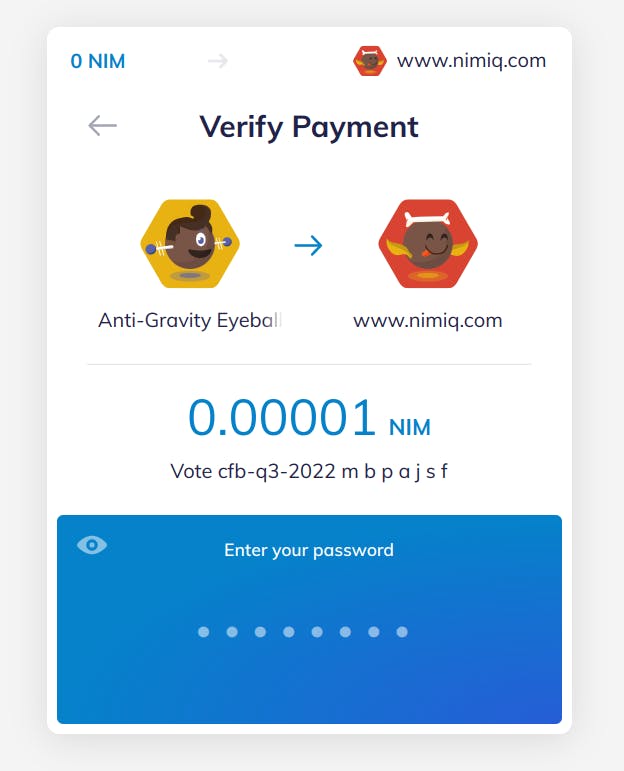 0 NIM
www.nimiq.com
Verify Payment
Anti-Gravity Eyeball
www.nimiq.com
0.00001 NIM
Vote cfb-q3-2022 m b p a j s f
Enter your password